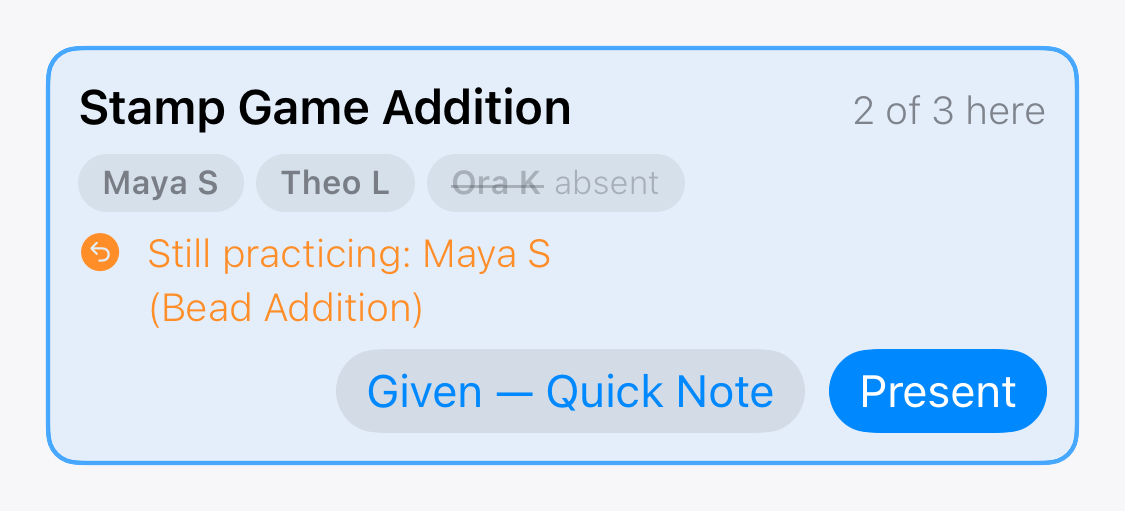 Stamp Game Addition
2 of 3 here
Maya S
Theo L
Ora K absent
Still practicing: Maya S
(Bead Addition)
Given — Quick Note
Present